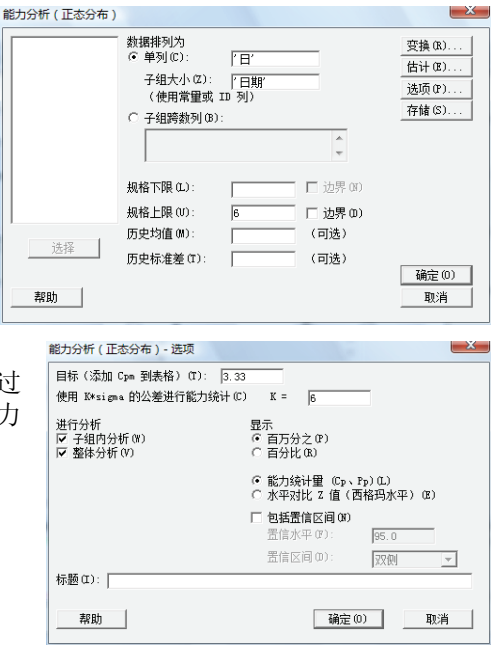 能力分析（正态分布）
数据排列为
单列(C): '日'
子组大小(Z): '日期'
（使用常量或 ID 列）
子组跨数列(B):
变换(R)...
估计(E)...
选项(P)...
存储(S)...
规格下限(L): 边界(N)
规格上限(U): 6 边界(D)
历史均值(M): （可选）
历史标准差(T): （可选）
选择
确定(O)
帮助
取消
过
力
能力分析（正态分布）- 选项
目标（添加 Cpm 到表格）(T): 3.33
使用 K*sigma 的公差进行能力统计(C) K = 6
进行分析
子组内分析(W)
整体分析(V)
显示
百万分之(P)
百分比(R)
能力统计量（Cp、Pp）(L)
水平对比 Z 值（西格玛水平）(E)
包括置信区间(N)
置信水平(F): 95.0
置信区间(D): 双侧
标题(I):
帮助
确定(O)
取消